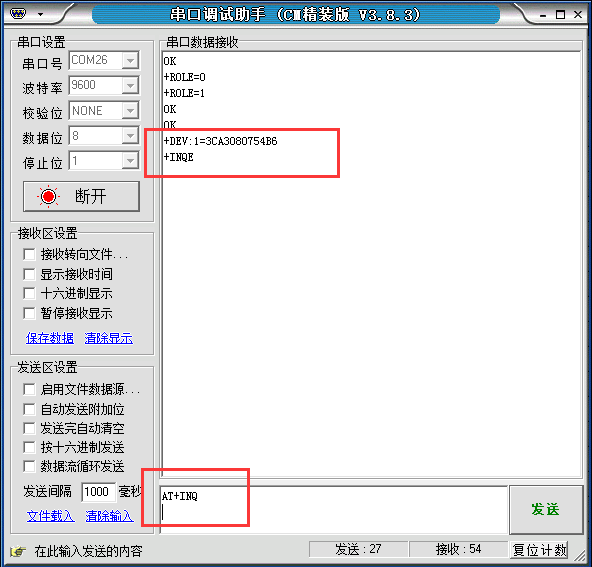 串口调试助手 (CM精装版 V3.8.3)
串口设置
串口号 COM26
波特率 9600
校验位 NONE
数据位 8
停止位 1
断开
接收区设置
接收转向文件...
显示接收时间
十六进制显示
暂停接收显示
保存数据 清除显示
发送区设置
启用文件数据源...
自动发送附加位
发送完自动清空
按十六进制发送
数据流循环发送
发送间隔 1000 毫秒
文件载入 清除输入
串口数据接收
OK
+ROLE=0
+ROLE=1
OK
OK
+DEV:1=3CA3080754B6
+INQE
AT+INQ
发送
在此输入发送的内容
发送:27
接收:54
复位计数